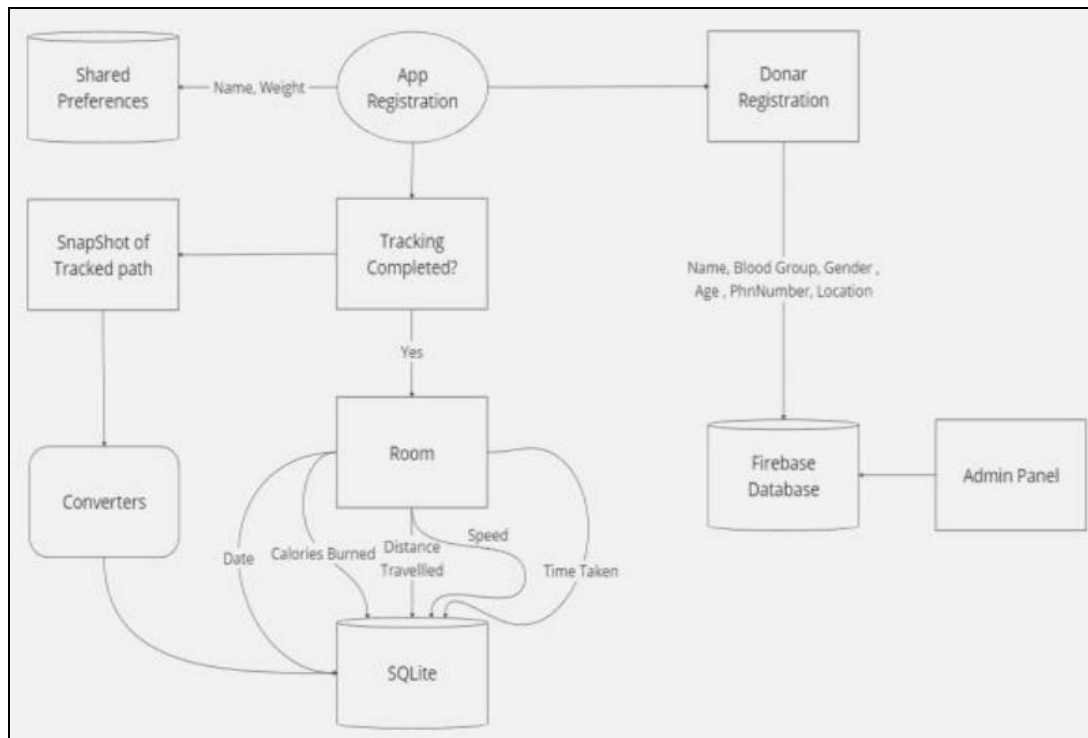 Shared
Preferences
Name, Weight
App
Registration
Donar
Registration
SnapShot of
Tracked path
Tracking
Completed?
Name, Blood Group, Gender ,
Age , PhnNumber, Location
Yes
Converters
Room
Firebase
Database
Admin Panel
Date
Calories Burned
Distance
Travellled
Speed
Time Taken
SQLite